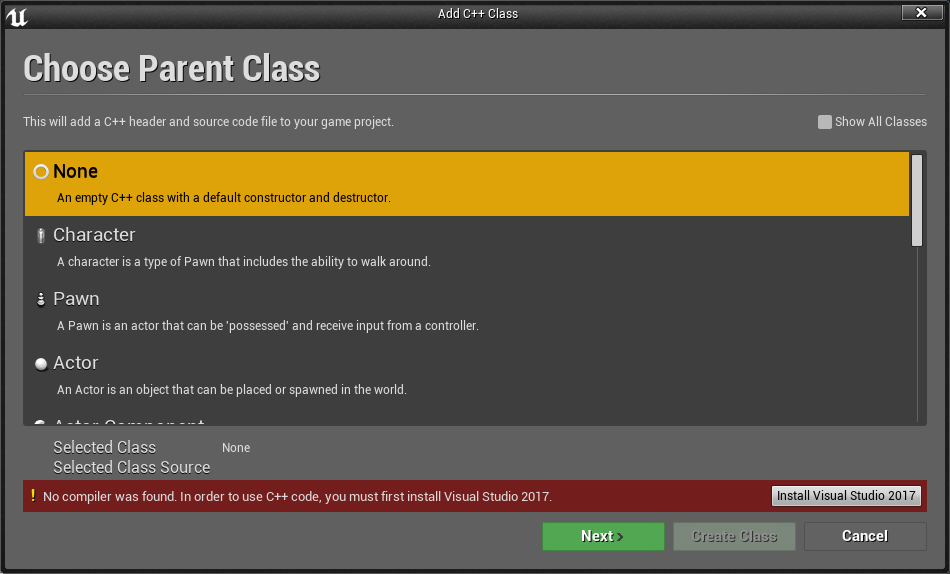 Add C++ Class
Choose Parent Class
This will add a C++ header and source code file to your game project.
Show All Classes
None
An empty C++ class with a default constructor and destructor.
Character
A character is a type of Pawn that includes the ability to walk around.
Pawn
A Pawn is an actor that can be 'possessed' and receive input from a controller.
Actor
An Actor is an object that can be placed or spawned in the world.
Actor Component
Selected Class None
Selected Class Source
! No compiler was found. In order to use C++ code, you must first install Visual Studio 2017.
Install Visual Studio 2017
Next >
Create Class
Cancel